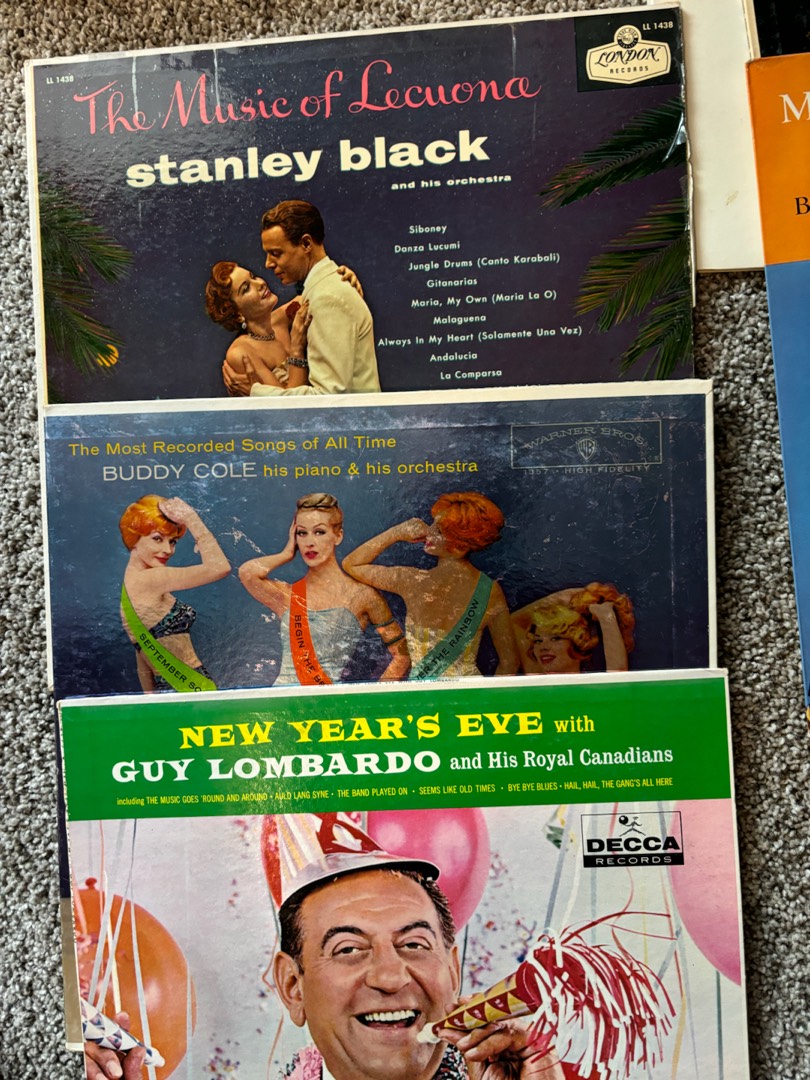 LL 1438
LL 1438
LONDON
RECORDS
The Music of Lecuona
stanley black
and his orchestra
Siboney
Danza Lucumi
Jungle Drums (Canto Karabali)
Gitanarias
Maria, My Own (Maria La O)
Malaguena
Always In My Heart (Solamente Una Vez)
Andalucia
La Comparsa
M
B
The Most Recorded Songs of All Time
BUDDY COLE his piano & his orchestra
WARNER BROS.
WB
1357 - HIGH FIDELITY
SEPTEMBER SO
BEGIN THE
THE RAINBOW
NEW YEAR'S EVE with
GUY LOMBARDO and His Royal Canadians
including THE MUSIC GOES 'ROUND AND AROUND • AULD LANG SYNE • THE BAND PLAYED ON • SEEMS LIKE OLD TIMES • BYE BYE BLUES • HAIL, HAIL, THE GANG'S ALL HERE
DECCA
RECORDS